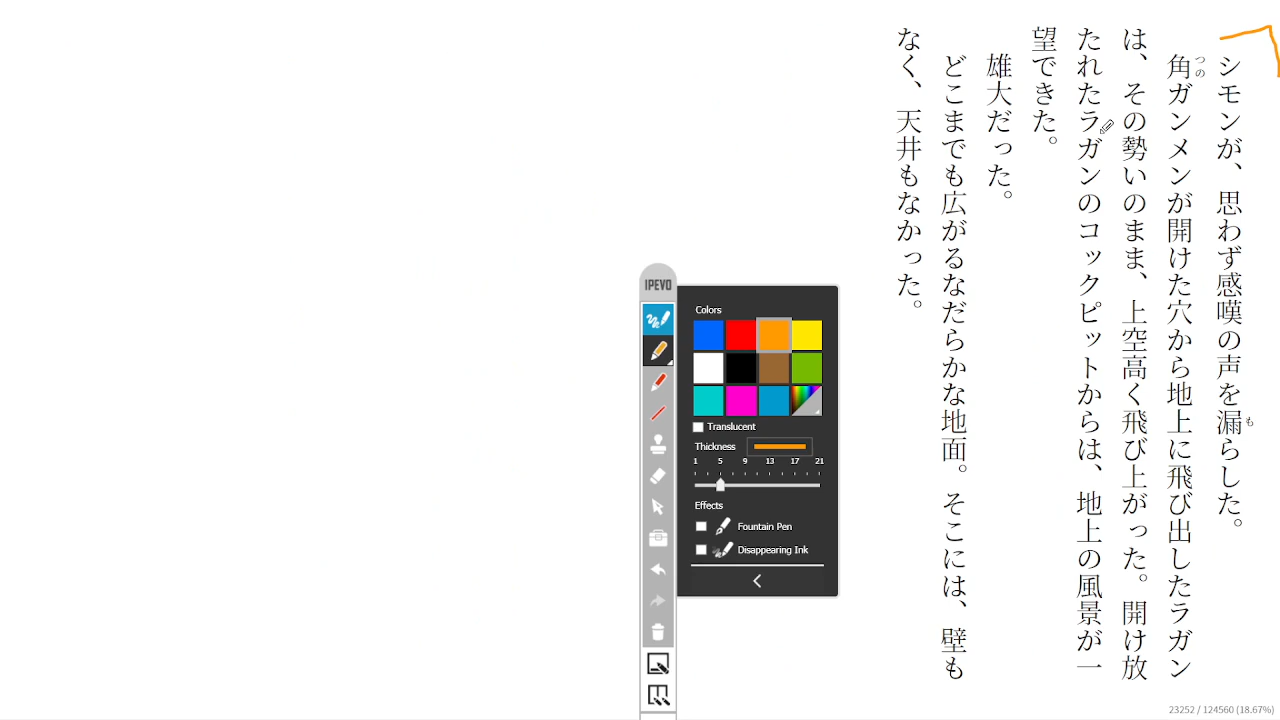 シモンが、思わず感嘆の声を漏らした。
も
角ガンメンが開けた穴から地上に飛び出したラガン
つの
は、その勢いのまま、上空高く飛び上がった。開け放
たれたラガンのコックピットからは、地上の風景が一
望できた。
雄大だった。
どこまでも広がるなだらかな地面。そこには、壁も
なく、天井もなかった。
IPEVO
Colors
Translucent
Thickness
1 5 9 13 17 21
Effects
Fountain Pen
Disappearing Ink
23252 / 124560 (18.67%)